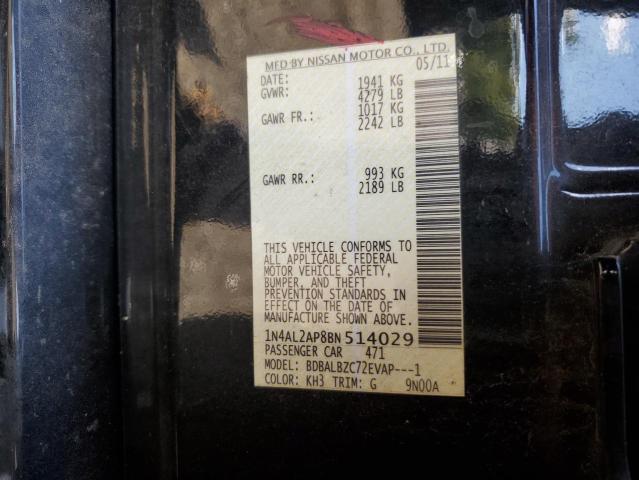 MFD BY NISSAN MOTOR CO., LTD.
DATE: 05/11
GVWR: 1941 KG
4279 LB
GAWR FR.: 1017 KG
2242 LB
GAWR RR.: 993 KG
2189 LB
THIS VEHICLE CONFORMS TO
ALL APPLICABLE FEDERAL
MOTOR VEHICLE SAFETY,
BUMPER, AND THEFT
PREVENTION STANDARDS IN
EFFECT ON THE DATE OF
MANUFACTURE SHOWN ABOVE.
1N4AL2AP8BN514029
PASSENGER CAR 471
MODEL: BDBALBZC72EVAP---1
COLOR: KH3 TRIM: G 9N00A